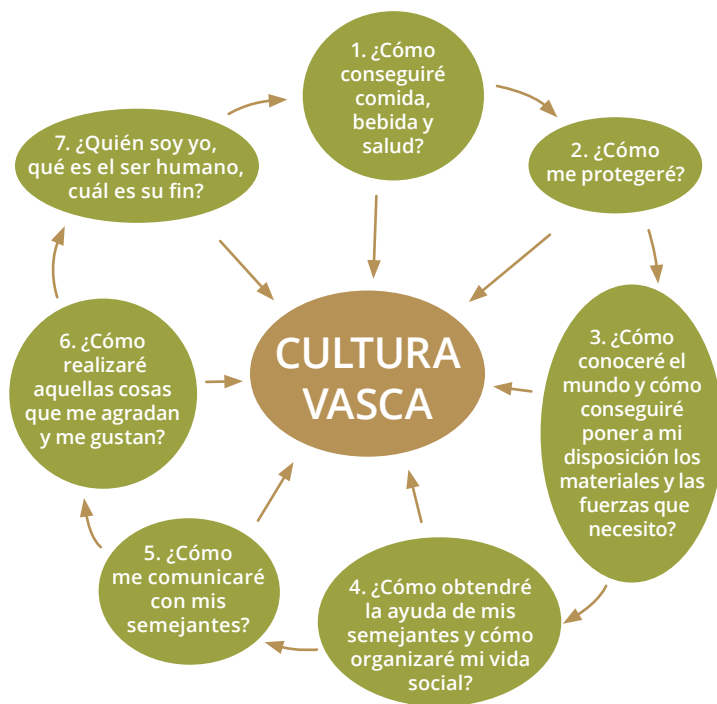 1. ¿Cómo
conseguiré
comida,
bebida y
salud?
2. ¿Cómo
me protegeré?
3. ¿Cómo
conoceré el
mundo y cómo
conseguiré
poner a mi
disposición los
materiales y las
fuerzas que
necesito?
4. ¿Cómo obtendré
la ayuda de mis
semejantes y cómo
organizaré mi vida
social?
5. ¿Cómo
me comunicaré
con mis
semejantes?
6. ¿Cómo
realizaré
aquellas cosas
que me agradan
y me gustan?
7. ¿Quién soy yo,
qué es el ser humano,
cuál es su fin?
CULTURA
VASCA